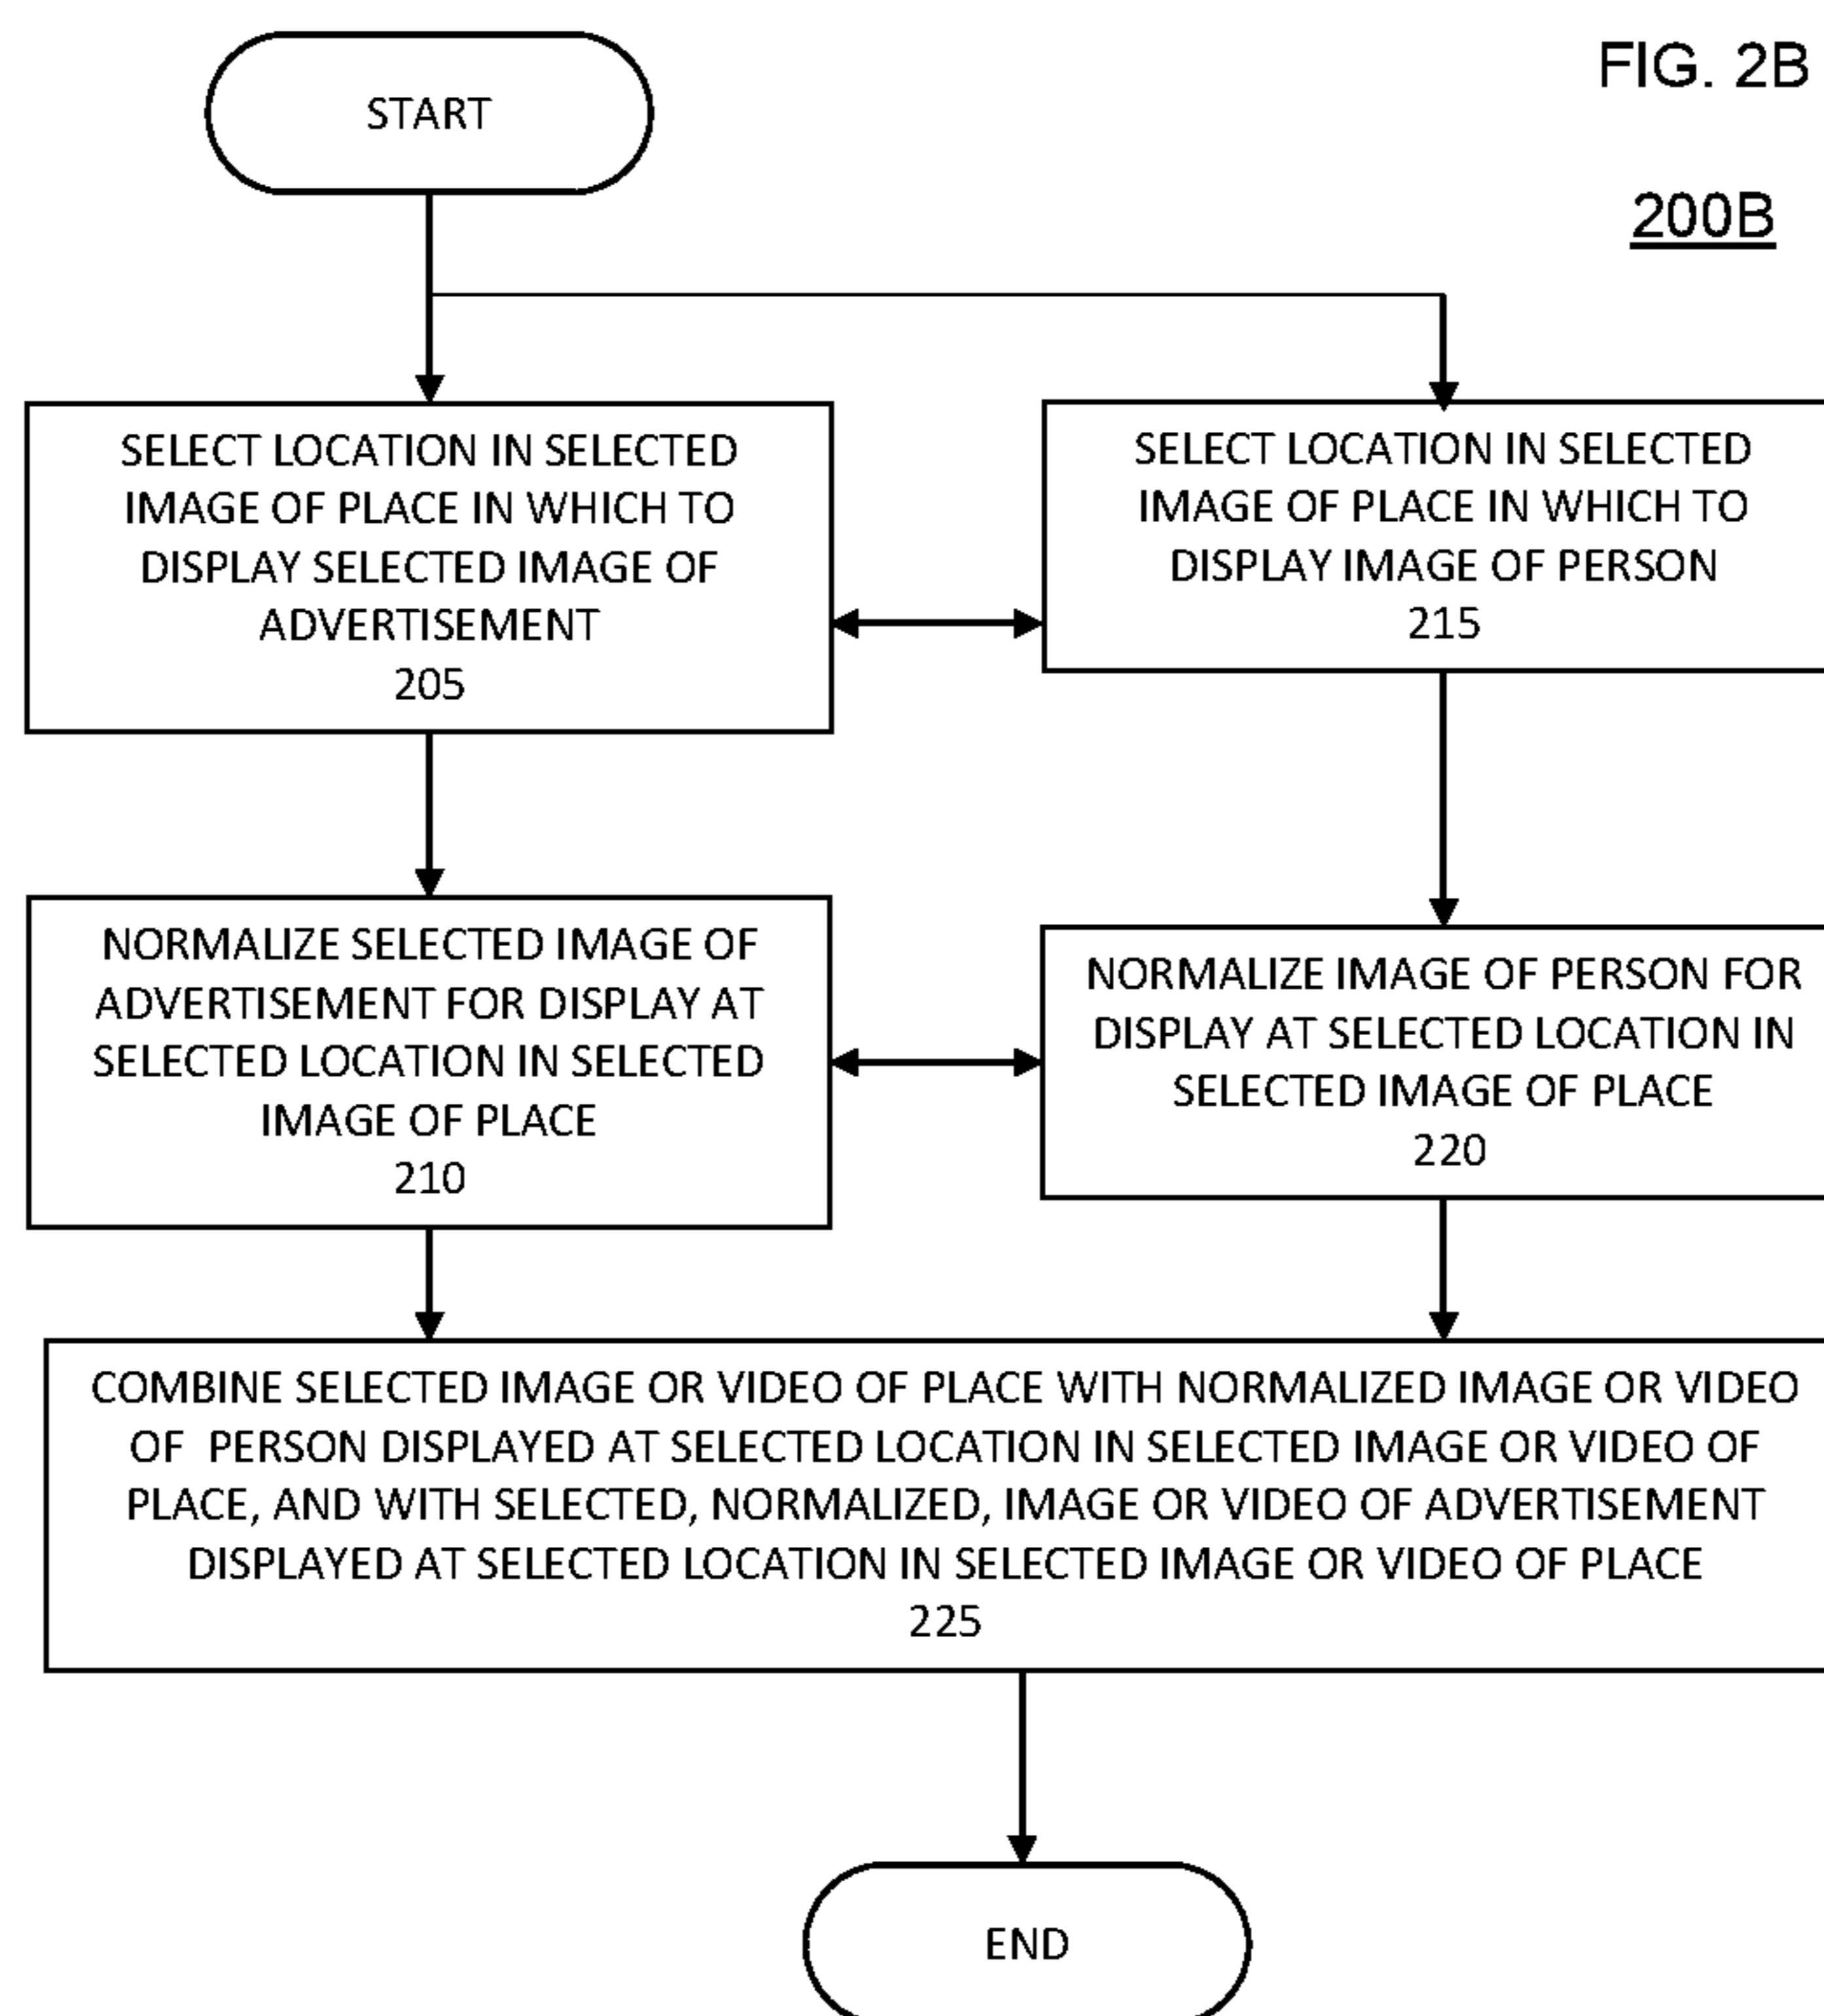 FIG. 2B
200B
START
SELECT LOCATION IN SELECTED
IMAGE OF PLACE IN WHICH TO
DISPLAY SELECTED IMAGE OF
ADVERTISEMENT
205
SELECT LOCATION IN SELECTED
IMAGE OF PLACE IN WHICH TO
DISPLAY IMAGE OF PERSON
215
NORMALIZE SELECTED IMAGE OF
ADVERTISEMENT FOR DISPLAY AT
SELECTED LOCATION IN SELECTED
IMAGE OF PLACE
210
NORMALIZE IMAGE OF PERSON FOR
DISPLAY AT SELECTED LOCATION IN
SELECTED IMAGE OF PLACE
220
COMBINE SELECTED IMAGE OR VIDEO OF PLACE WITH NORMALIZED IMAGE OR VIDEO
OF PERSON DISPLAYED AT SELECTED LOCATION IN SELECTED IMAGE OR VIDEO OF
PLACE, AND WITH SELECTED, NORMALIZED, IMAGE OR VIDEO OF ADVERTISEMENT
DISPLAYED AT SELECTED LOCATION IN SELECTED IMAGE OR VIDEO OF PLACE
225
END